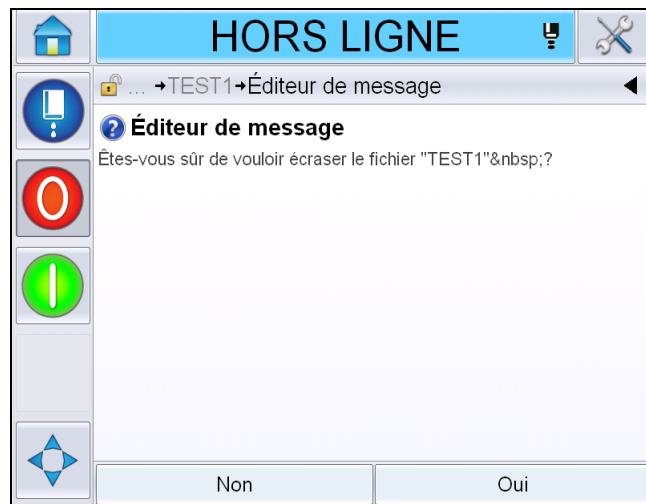 HORS LIGNE
... →TEST1→Éditeur de message
Éditeur de message
Êtes-vous sûr de vouloir écraser le fichier "TEST1"&nbsp;?
Non
Oui